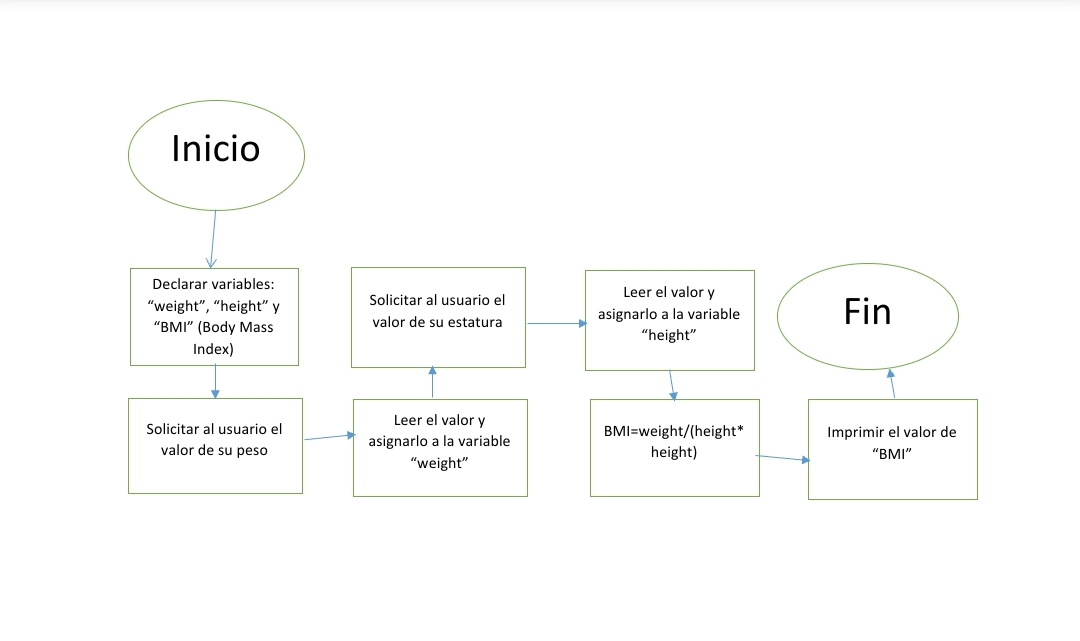 Inicio
Declarar variables:
“weight”, “height” y
“BMI” (Body Mass
Index)
Solicitar al usuario el
valor de su peso
Leer el valor y
asignarlo a la variable
“weight”
Solicitar al usuario el
valor de su estatura
Leer el valor y
asignarlo a la variable
“height”
BMI=weight/(height*
height)
Imprimir el valor de
“BMI”
Fin